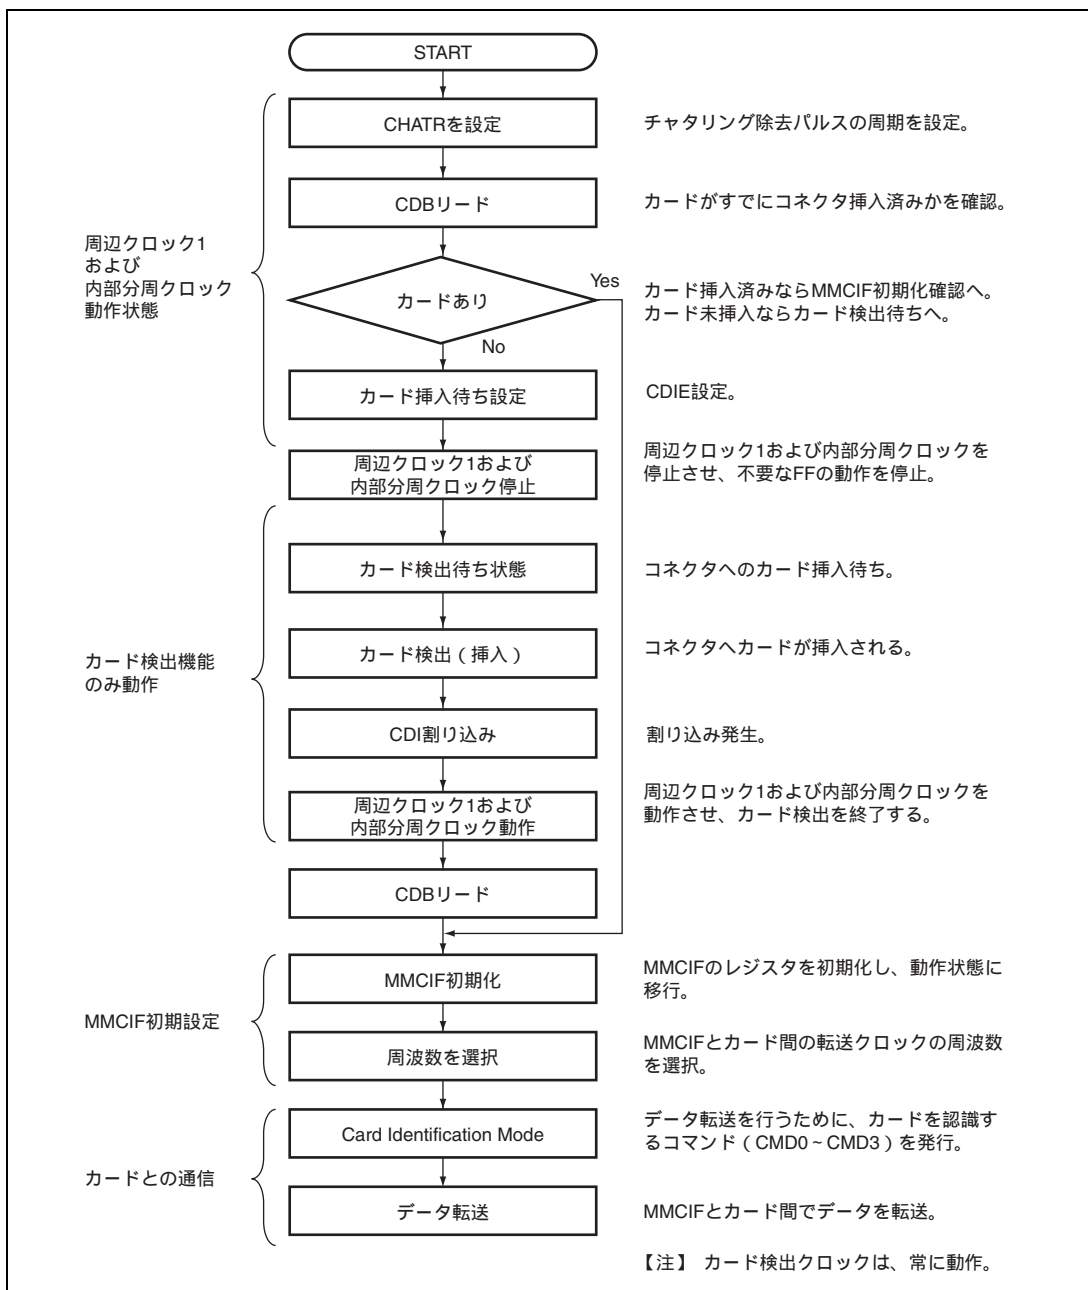 START
CHATRを設定
チャタリング除去パルスの周期を設定。
CDBリード
カードがすでにコネクタ挿入済みかを確認。
周辺クロック1
および
内部分周クロック
動作状態
カードあり
Yes
No
カード挿入済みならMMCIF初期化確認へ。
カード未挿入ならカード検出待ちへ。
カード挿入待ち設定
CDIE設定。
周辺クロック1および
内部分周クロック停止
周辺クロック1および内部分周クロックを
停止させ、不要なFFの動作を停止。
カード検出待ち状態
コネクタへのカード挿入待ち。
カード検出（挿入）
コネクタへカードが挿入される。
カード検出機能
のみ動作
CDI割り込み
割り込み発生。
周辺クロック1および
内部分周クロック動作
周辺クロック1および内部分周クロックを
動作させ、カード検出を終了する。
CDBリード
MMCIF初期化
MMCIFのレジスタを初期化し、動作状態に
移行。
MMCIF初期設定
周波数を選択
MMCIFとカード間の転送クロックの周波数
を選択。
Card Identification Mode
データ転送を行うために、カードを認識す
るコマンド（CMD0～CMD3）を発行。
カードとの通信
データ転送
MMCIFとカード間でデータを転送。
【注】 カード検出クロックは、常に動作。